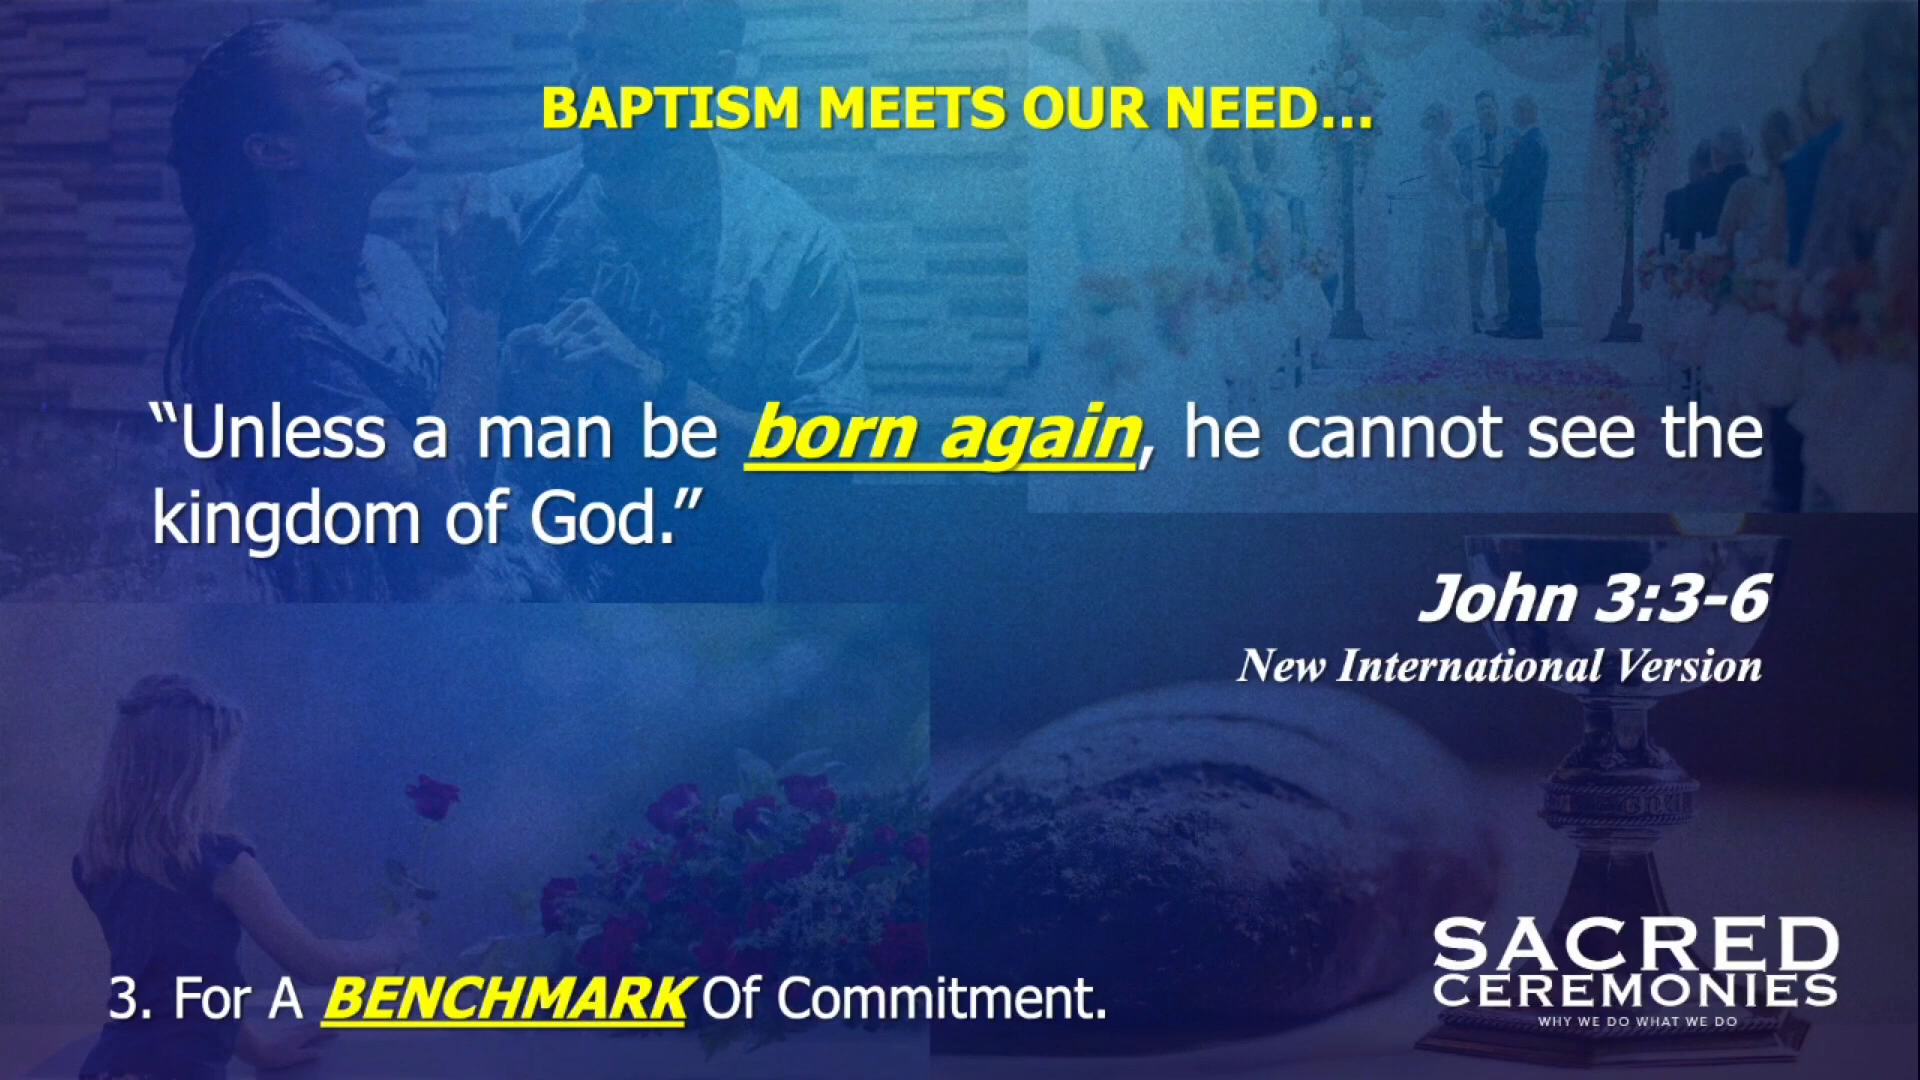 BAPTISM MEETS OUR NEED...
“Unless a man be born again, he cannot see the
kingdom of God.”
John 3:3-6
New International Version
3. For A BENCHMARK Of Commitment.
SACRED
CEREMONIES
WHY WE DO WHAT WE DO